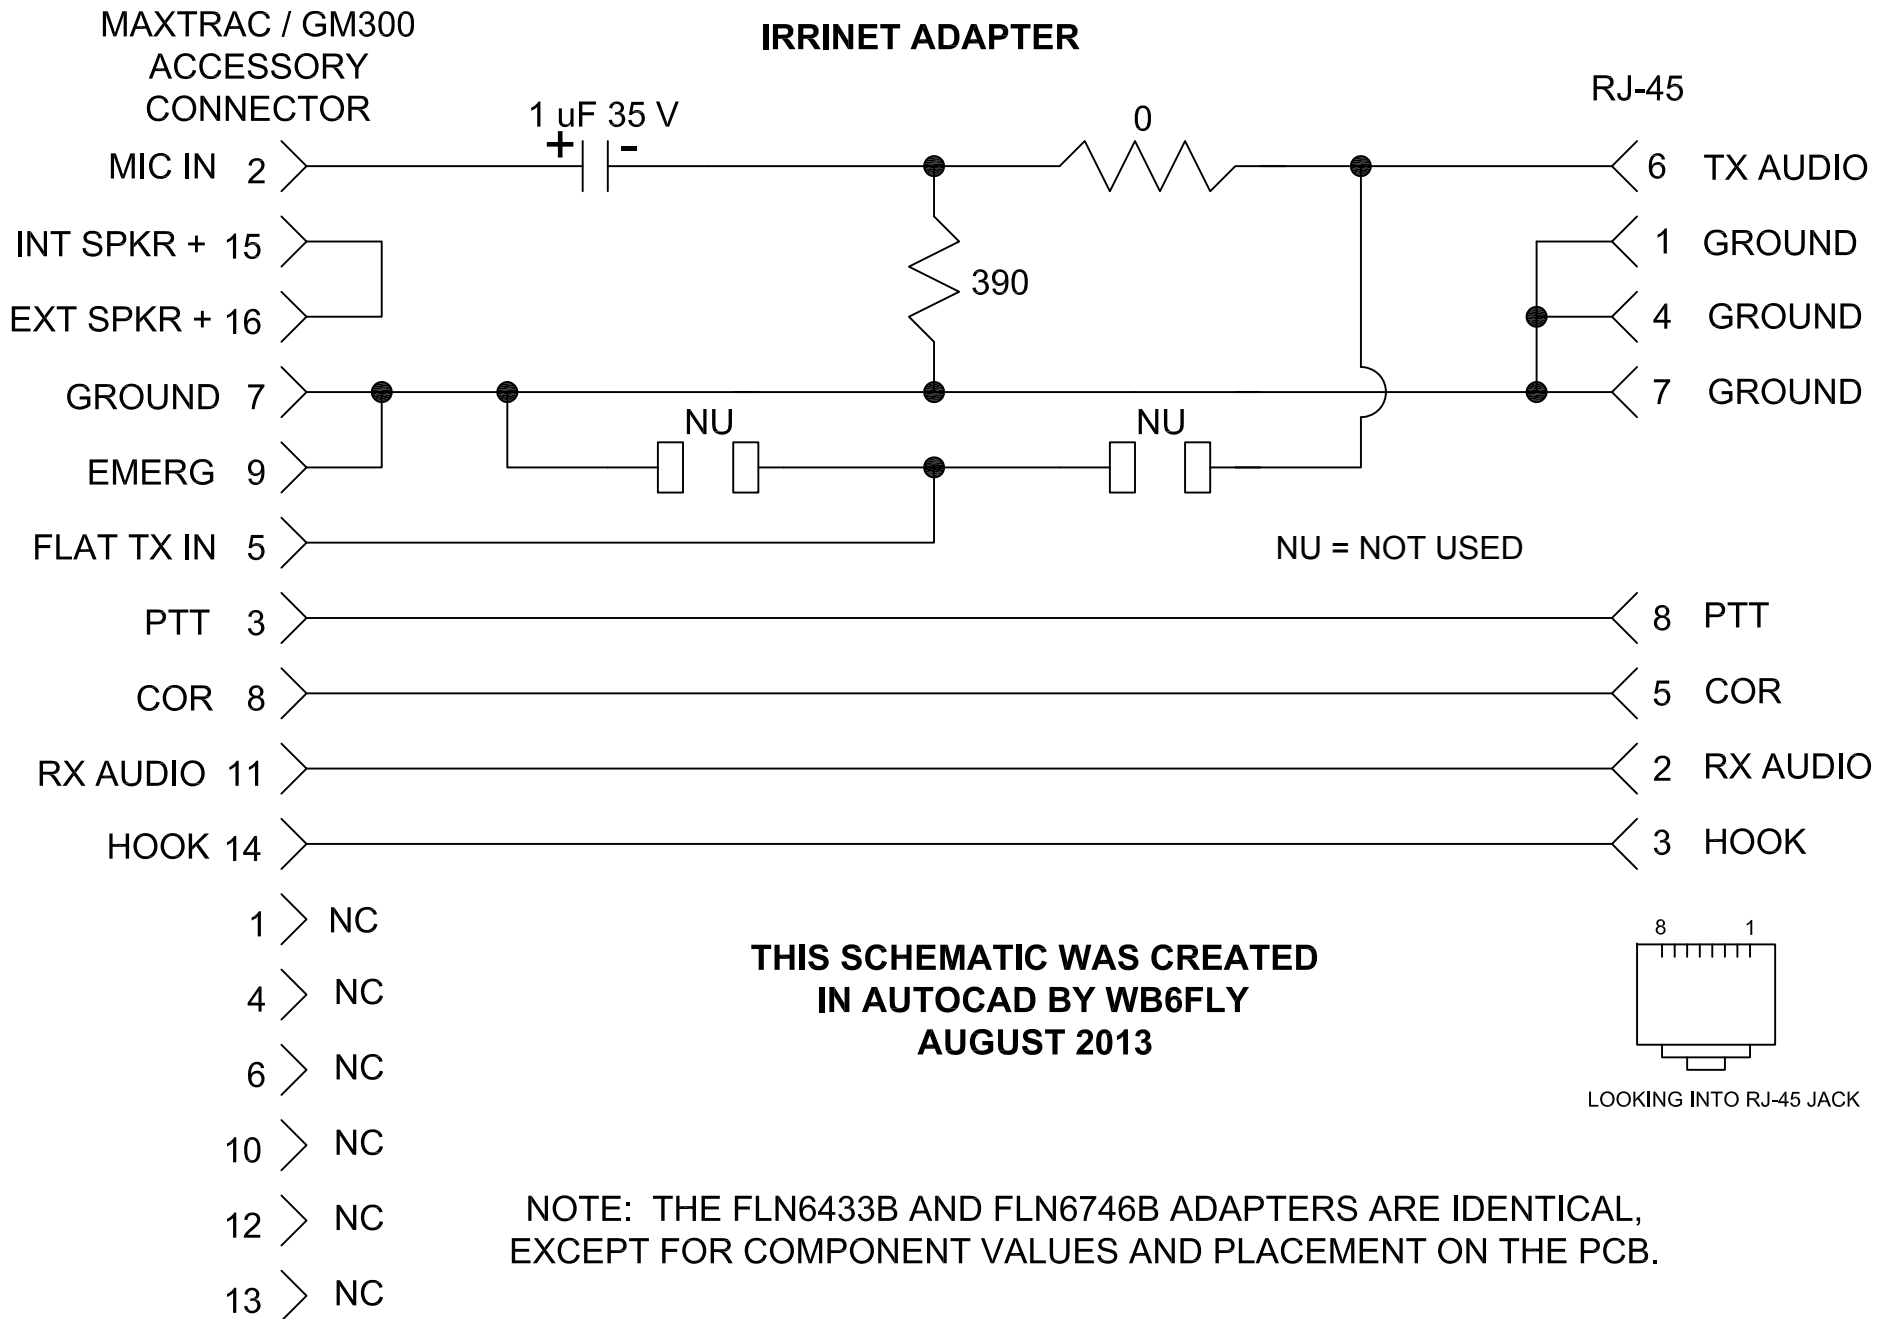 MAXTRAC / GM300
ACCESSORY
CONNECTOR
IRRINET ADAPTER
RJ-45
1 uF 35 V
+ -
0
MIC IN 2
6 TX AUDIO
INT SPKR + 15
1 GROUND
390
EXT SPKR + 16
4 GROUND
GROUND 7
7 GROUND
NU
NU
EMERG 9
FLAT TX IN 5
NU = NOT USED
PTT 3
8 PTT
COR 8
5 COR
RX AUDIO 11
2 RX AUDIO
HOOK 14
3 HOOK
1 NC
4 NC
6 NC
10 NC
12 NC
13 NC
THIS SCHEMATIC WAS CREATED
IN AUTOCAD BY WB6FLY
AUGUST 2013
8 1
LOOKING INTO RJ-45 JACK
NOTE: THE FLN6433B AND FLN6746B ADAPTERS ARE IDENTICAL,
EXCEPT FOR COMPONENT VALUES AND PLACEMENT ON THE PCB.